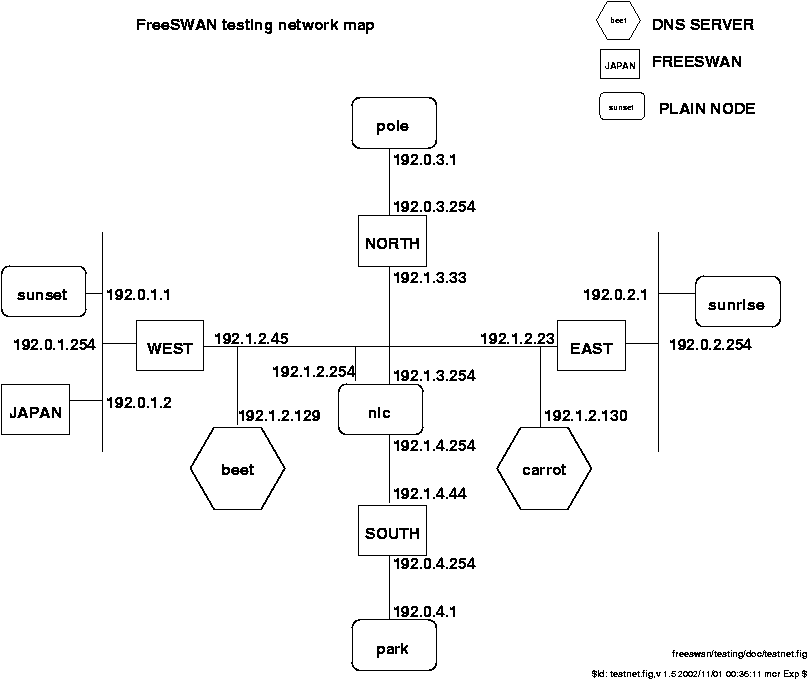 FreeSWAN testing network map
beet
DNS SERVER
JAPAN
FREESWAN
sunset
PLAIN NODE
pole
192.0.3.1
192.0.3.254
NORTH
192.1.3.33
sunset
192.0.1.1
192.0.2.1
sunrise
192.0.1.254
WEST
192.1.2.45
192.1.2.23
EAST
192.0.2.254
192.1.2.254
192.1.3.254
JAPAN
192.0.1.2
192.1.2.129
nic
192.1.2.130
192.1.4.254
beet
carrot
192.1.4.44
SOUTH
192.0.4.254
192.0.4.1
park
freeswan/testing/doc/testnet.fig
$Id: testnet.fig,v 1.5 2002/11/01 00:36:11 mcr Exp $